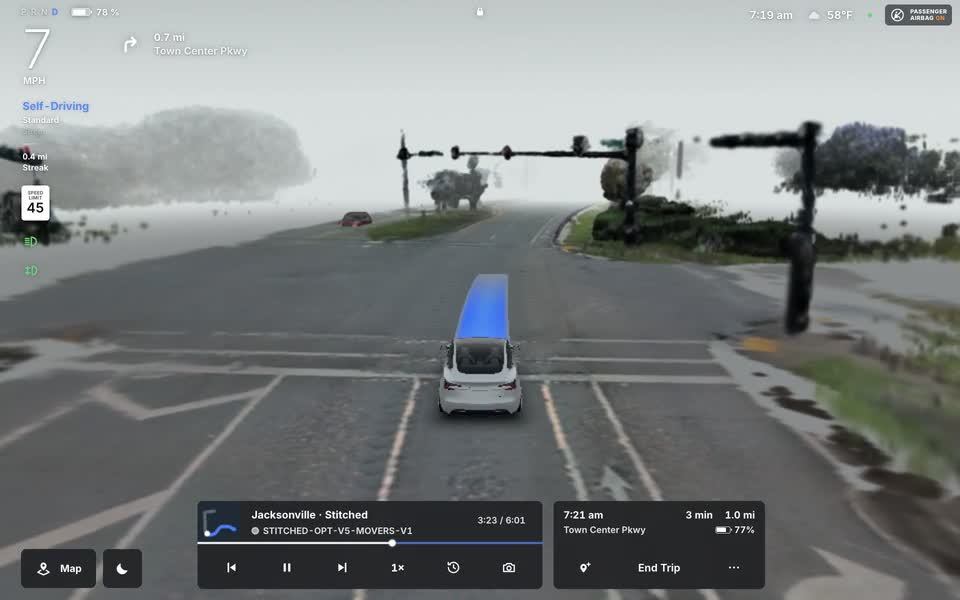 P R N D
78 %
7:19 am
58°F
PASSENGER
AIRBAG ON
7
MPH
0.7 mi
Town Center Pkwy
Self-Driving
Standard
0.4 mi
Streak
SPEED
LIMIT
45
Jacksonville · Stitched
STITCHED-OPT-V5-MOVERS-V1
3:23 / 6:01
1×
7:21 am
3 min
1.0 mi
Town Center Pkwy
77%
End Trip
Map